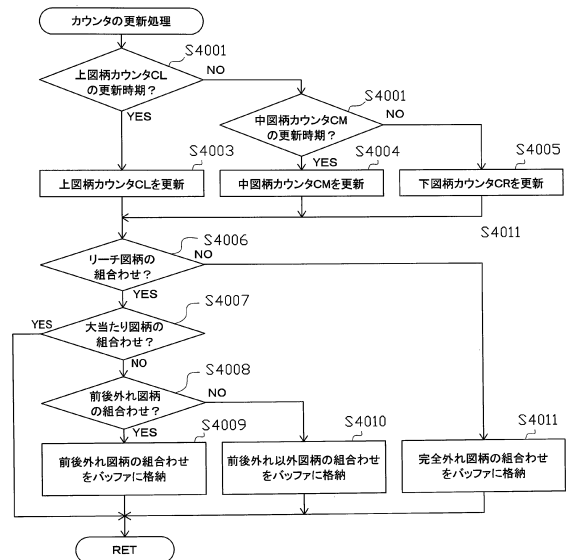 カウンタの更新処理
S4001
上図柄カウンタCL
の更新時期？
NO
YES
S4001
中図柄カウンタCM
の更新時期？
NO
YES
S4003
上図柄カウンタCLを更新
S4004
中図柄カウンタCMを更新
S4005
下図柄カウンタCRを更新
S4011
S4006
リーチ図柄の
組合わせ？
NO
YES
S4007
大当たり図柄の
組合わせ？
YES
NO
S4008
前後外れ図柄
の組合わせ？
NO
YES
S4009
前後外れ図柄の組合わせ
をバッファに格納
S4010
前後外れ以外図柄の組合わせ
をバッファに格納
S4011
完全外れ図柄の組合わせ
をバッファに格納
RET